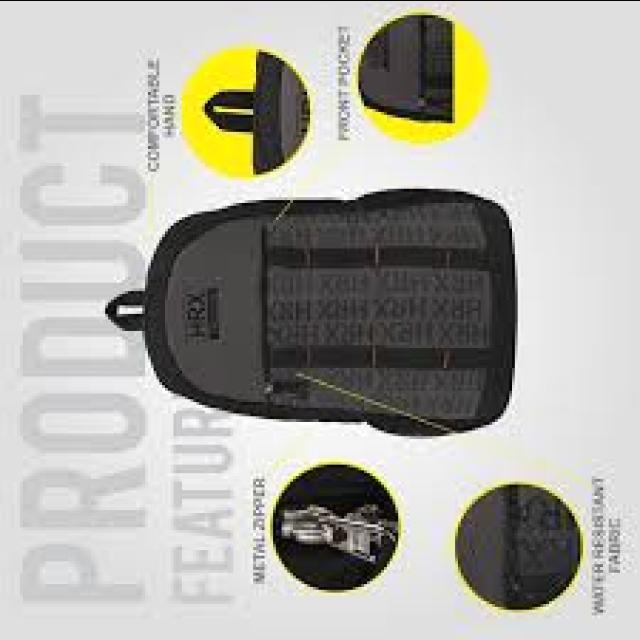 PRODUCT
FEATUR
COMFORTABLE
HAND
FRONT POCKET
HRX
METAL ZIPPER
WATER RESISTANT
FABRIC